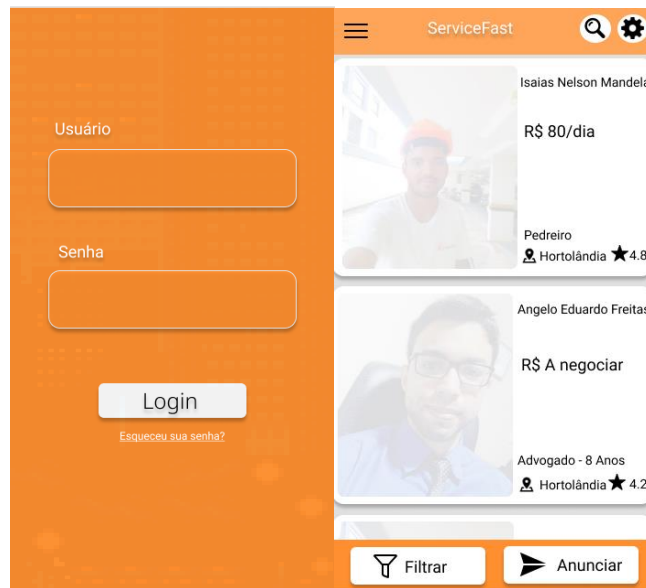 Usuário
Senha
Login
Esqueceu sua senha?
ServiceFast
Isaias Nelson Mandela
R$ 80/dia
Pedreiro
Hortolândia 4.8
Angelo Eduardo Freitas
R$ A negociar
Advogado - 8 Anos
Hortolândia 4.2
Filtrar
Anunciar